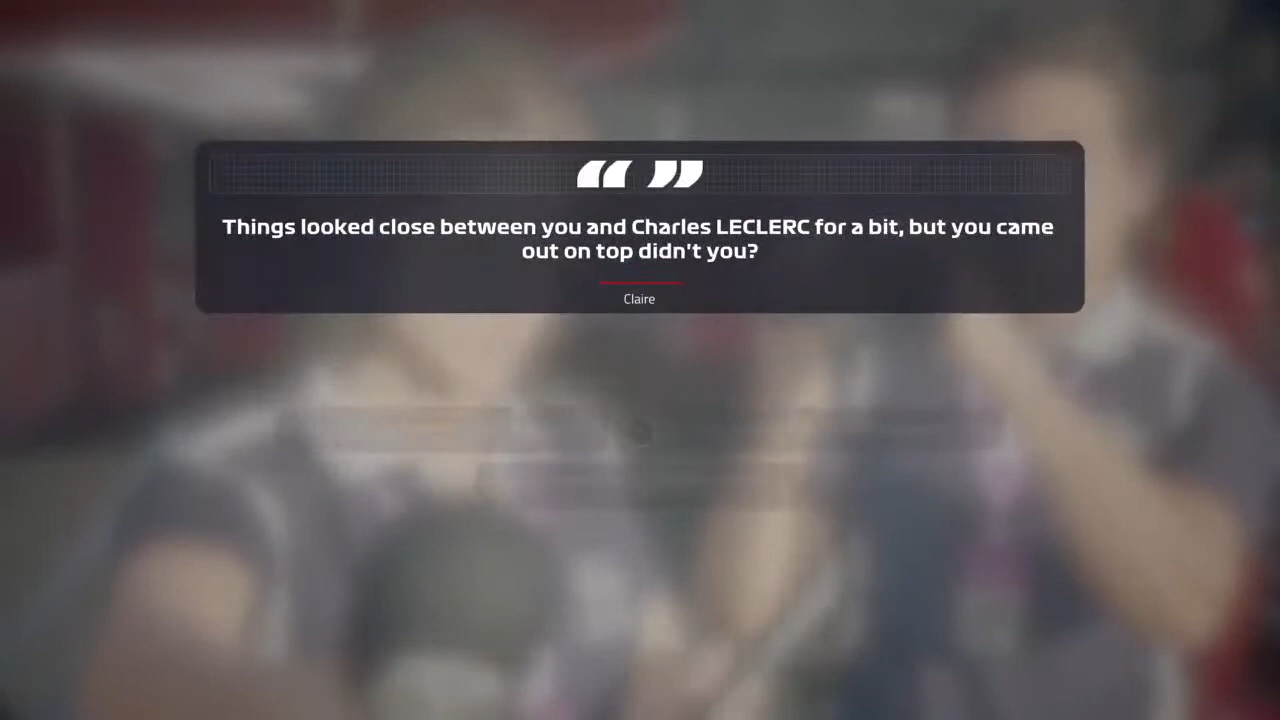 “ ”
Things looked close between you and Charles LECLERC for a bit, but you came
out on top didn't you?
Claire